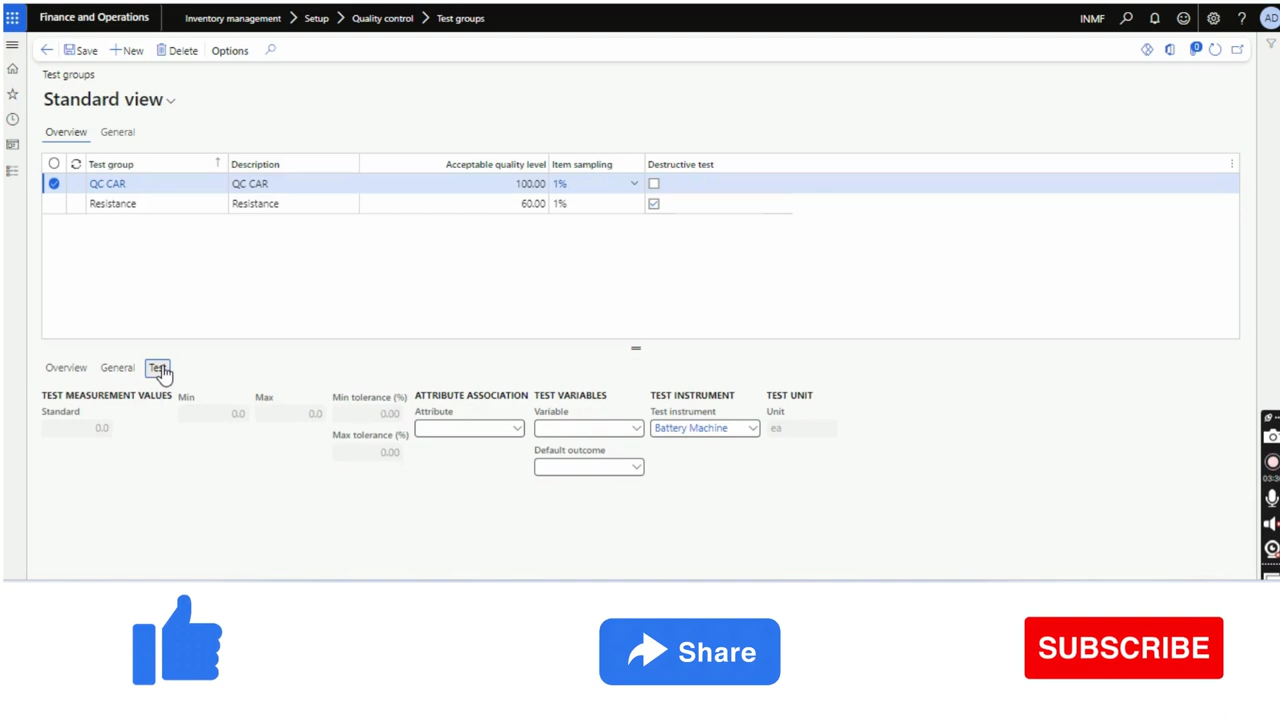 Finance and Operations
Inventory management > Setup > Quality control > Test groups
INMF
?
AD
Save
+ New
Delete
Options
0
Test groups
Standard view
Overview
General
Test group
Description
Acceptable quality level
Item sampling
Destructive test
QC CAR
QC CAR
100.00
1%
Resistance
Resistance
60.00
1%
Overview
General
TEST MEASUREMENT VALUES
Standard
0.0
Min
0.0
Max
0.0
Min tolerance (%)
0.00
Max tolerance (%)
0.00
ATTRIBUTE ASSOCIATION
Attribute
TEST VARIABLES
Variable
Default outcome
TEST INSTRUMENT
Test instrument
Battery Machine
TEST UNIT
Unit
ea
Share
SUBSCRIBE